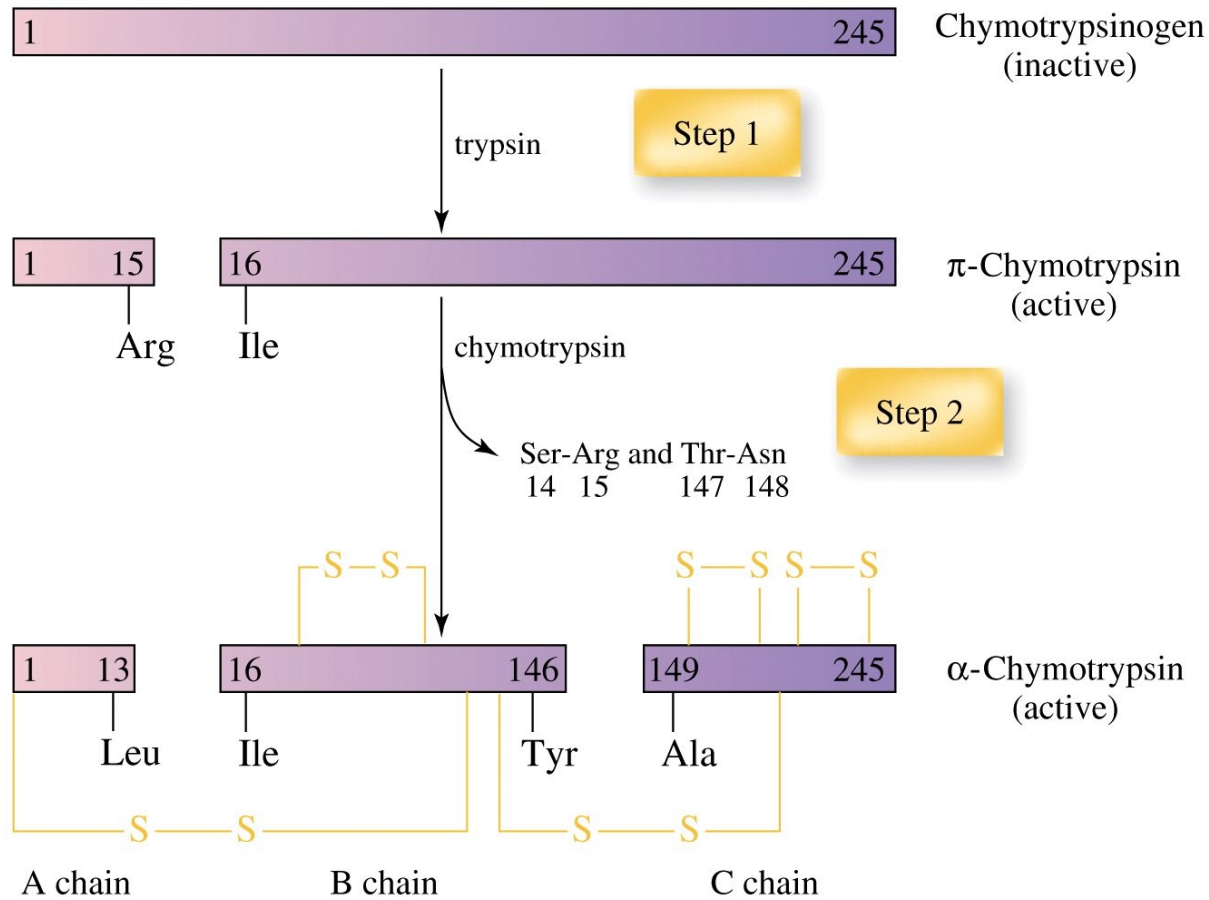 1 245 Chymotrypsinogen
(inactive)
Step 1
trypsin
1 15 16 245 π-Chymotrypsin
(active)
Arg Ile
chymotrypsin
Step 2
Ser-Arg and Thr-Asn
14 15 147 148
S S S S S S
1 13 16 146 149 245 α-Chymotrypsin
(active)
Leu Ile Tyr Ala
S S S S
A chain B chain C chain